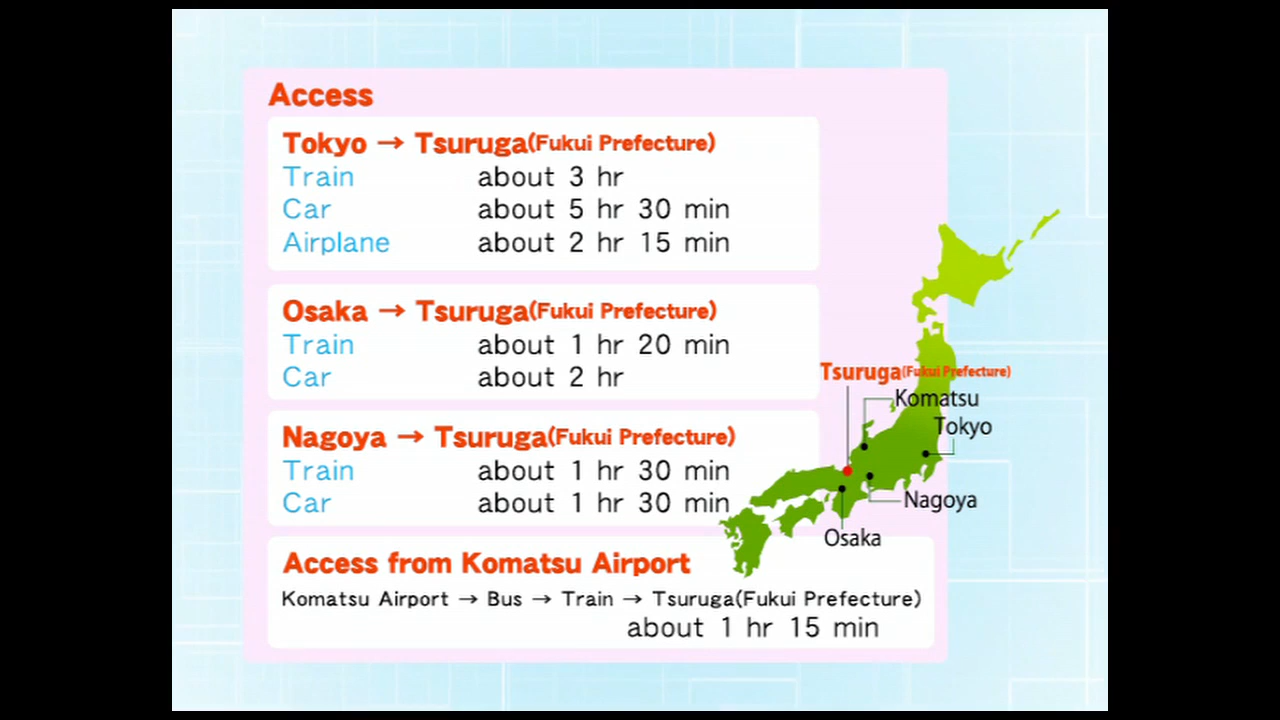 Access
Tokyo → Tsuruga(Fukui Prefecture)
Train about 3 hr
Car about 5 hr 30 min
Airplane about 2 hr 15 min
Osaka → Tsuruga(Fukui Prefecture)
Train about 1 hr 20 min
Car about 2 hr
Nagoya → Tsuruga(Fukui Prefecture)
Train about 1 hr 30 min
Car about 1 hr 30 min
Access from Komatsu Airport
Komatsu Airport → Bus → Train → Tsuruga(Fukui Prefecture)
about 1 hr 15 min
Tsuruga(Fukui Prefecture)
Komatsu
Tokyo
Nagoya
Osaka